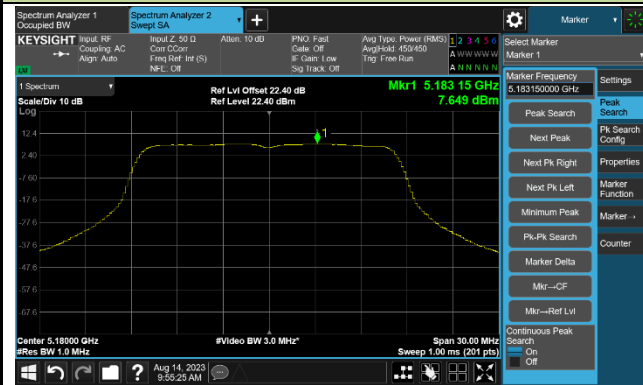 Spectrum Analyzer 1
Occupied BW
Spectrum Analyzer 2
Swept SA
Marker
KEYSIGHT
Input: RF
Coupling: AC
Align: Auto
Input Z: 50 Ω
Corr CCorr
Freq Ref: Int (S)
NFE: Off
Atten: 10 dB
PNO: Fast
Gate: Off
IF Gain: Low
Sig Track: Off
Avg Type: Power (RMS)
Avg|Hold: 450/450
Trig: Free Run
1 2 3 4 5 6
A W W W W W
A N N N N N
LXI
Select Marker
Marker 1
1 Spectrum
Scale/Div 10 dB
Log
Ref Lvl Offset 22.40 dB
Ref Level 22.40 dBm
Mkr1 5.183 15 GHz
7.649 dBm
1
12.4
2.40
-7.60
-17.6
-27.6
-37.6
-47.6
-57.6
-67.6
Center 5.18000 GHz
#Res BW 1.0 MHz
#Video BW 3.0 MHz*
Span 30.00 MHz
Sweep 1.00 ms (201 pts)
Marker Frequency
5.183150000 GHz
Peak Search
Next Peak
Next Pk Right
Next Pk Left
Minimum Peak
Pk-Pk Search
Marker Delta
Mkr→CF
Mkr→Ref Lvl
Continuous Peak
Search
On
Off
Settings
Peak
Search
Pk Search
Config
Properties
Marker
Function
Marker→
Counter
Aug 14, 2023
9:55:25 AM